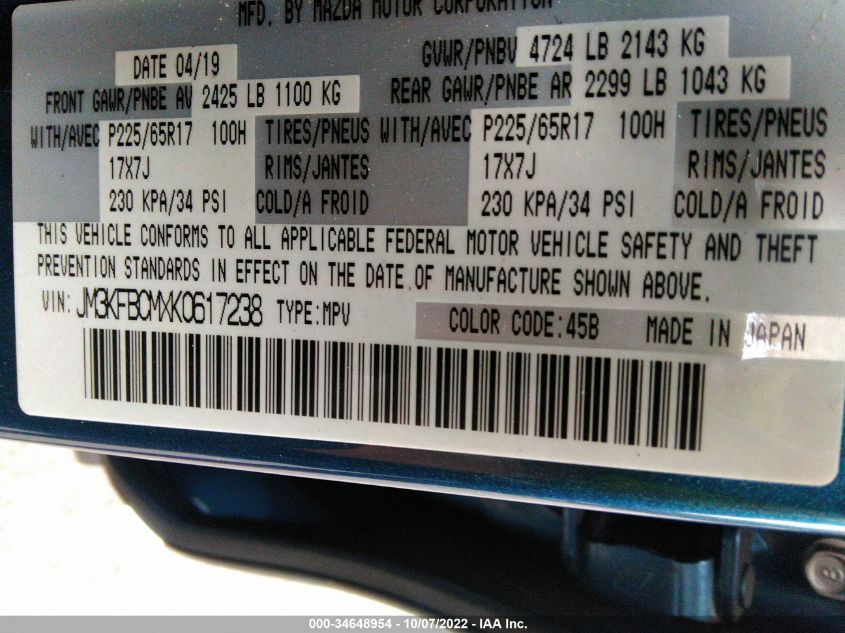 MFD. BY MAZDA MOTOR CORPORATION
DATE 04/19 GVWR/PNBV 4724 LB 2143 KG
FRONT GAWR/PNBE AV 2425 LB 1100 KG REAR GAWR/PNBE AR 2299 LB 1043 KG
WITH/AVEC P225/65R17 100H TIRES/PNEUS WITH/AVEC P225/65R17 100H TIRES/PNEUS
17X7J RIMS/JANTES 17X7J RIMS/JANTES
230 KPA/34 PSI COLD/A FROID 230 KPA/34 PSI COLD/A FROID
THIS VEHICLE CONFORMS TO ALL APPLICABLE FEDERAL MOTOR VEHICLE SAFETY AND THEFT
PREVENTION STANDARDS IN EFFECT ON THE DATE OF MANUFACTURE SHOWN ABOVE.
VIN: JM3KFBCMXK0617238 TYPE:MPV COLOR CODE:45B MADE IN JAPAN
000-34648954 - 10/07/2022 - IAA Inc.